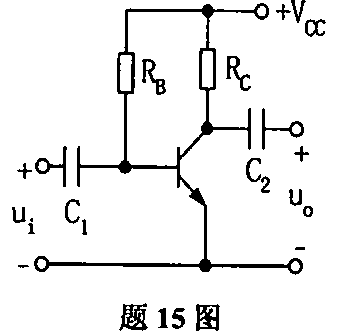 +V_CC
R_B
R_C
+
C_1
C_2
+
u_i
u_o
-
-
题 15 图